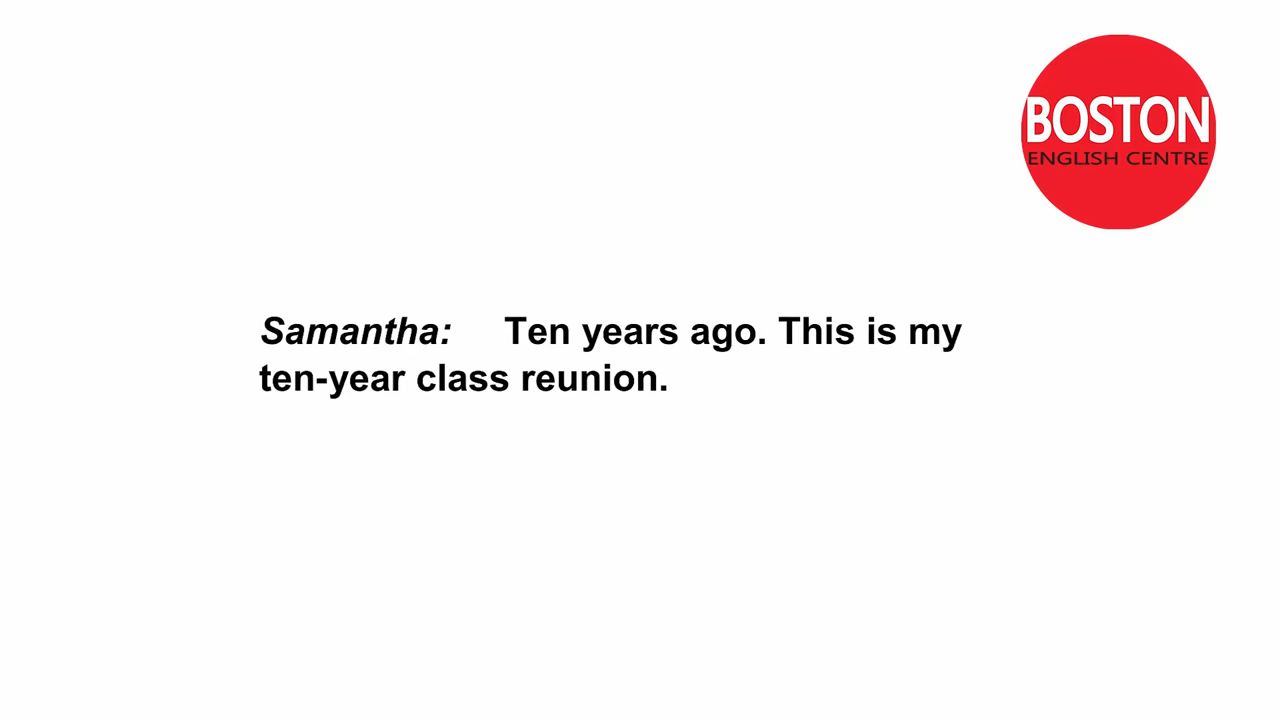 BOSTON
ENGLISH CENTRE
Samantha: Ten years ago. This is my
ten-year class reunion.